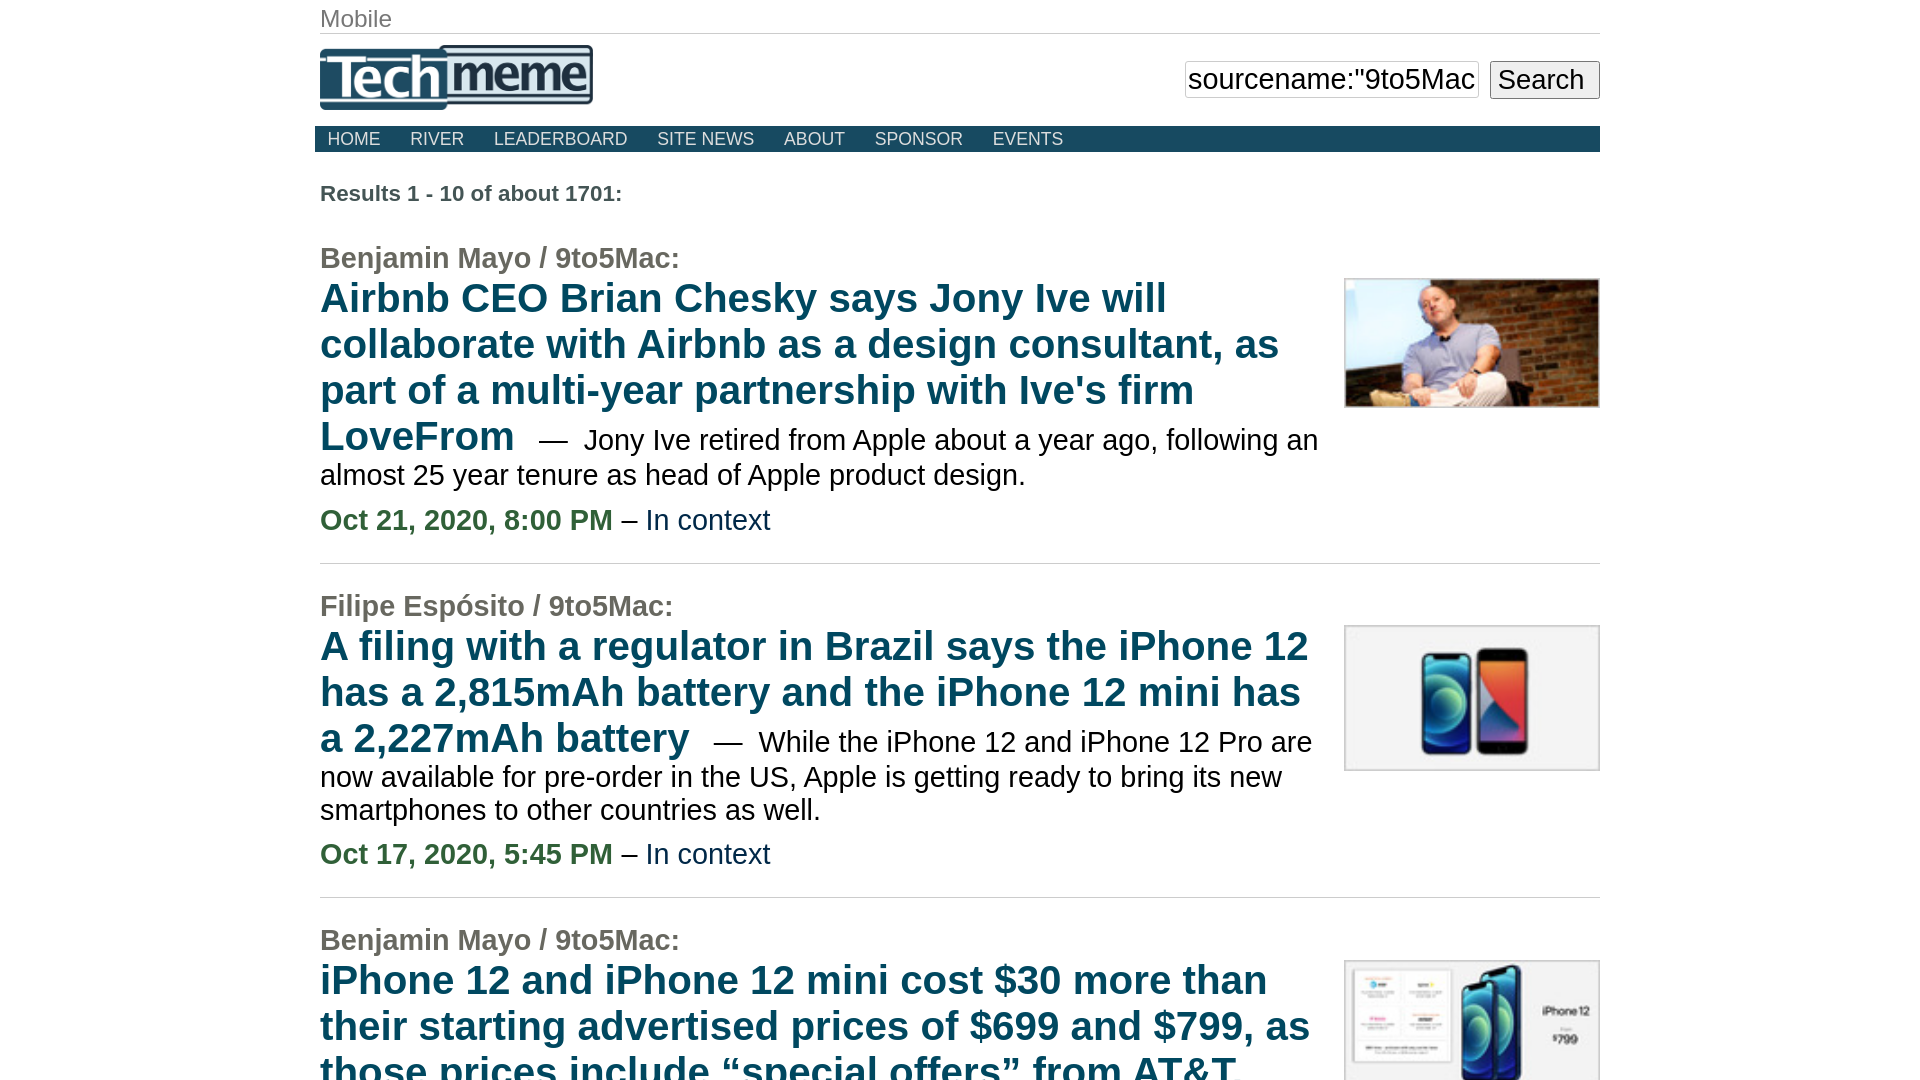 Mobile
Techmeme
sourcename:"9to5Mac
Search
HOME RIVER LEADERBOARD SITE NEWS ABOUT SPONSOR EVENTS
Results 1 - 10 of about 1701:
Benjamin Mayo / 9to5Mac:
Airbnb CEO Brian Chesky says Jony Ive will
collaborate with Airbnb as a design consultant, as
part of a multi-year partnership with Ive's firm
LoveFrom — Jony Ive retired from Apple about a year ago, following an
almost 25 year tenure as head of Apple product design.
Oct 21, 2020, 8:00 PM – In context
Filipe Espósito / 9to5Mac:
A filing with a regulator in Brazil says the iPhone 12
has a 2,815mAh battery and the iPhone 12 mini has
a 2,227mAh battery — While the iPhone 12 and iPhone 12 Pro are
now available for pre-order in the US, Apple is getting ready to bring its new
smartphones to other countries as well.
Oct 17, 2020, 5:45 PM – In context
Benjamin Mayo / 9to5Mac:
iPhone 12 and iPhone 12 mini cost $30 more than
their starting advertised prices of $699 and $799, as
those prices include “special offers” from AT&T,
iPhone 12
$799